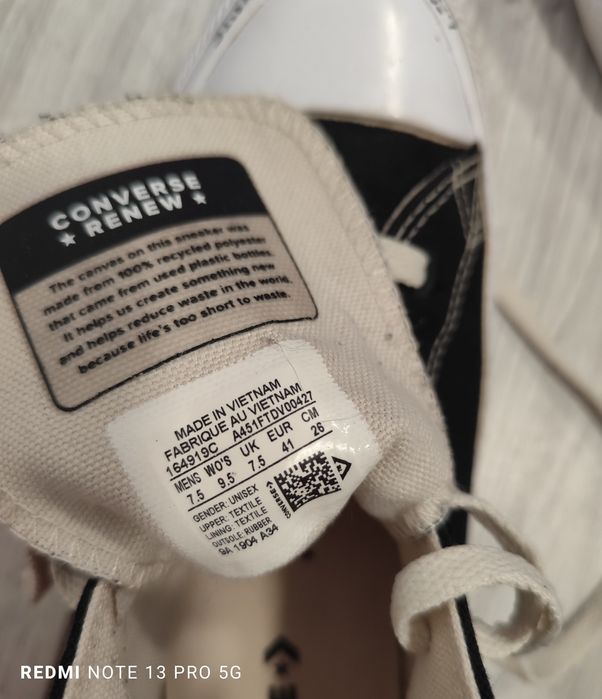 CONVERSE
★ RENEW ★
The canvas on this sneaker was
made from 100% recycled polyester
that came from used plastic bottles.
It helps us create something new
and helps reduce waste in the world,
because life's too short to waste.
MADE IN VIETNAM
FABRIQUE AU VIETNAM
164919C A451FTDV00427
MENS WO'S UK EUR CM
7.5 9.5 7.5 41 26
GENDER: UNISEX
UPPER: TEXTILE
LINING: TEXTILE
OUTSOLE: RUBBER
SA 1904 A34
CONVERSE
REDMI NOTE 13 PRO 5G